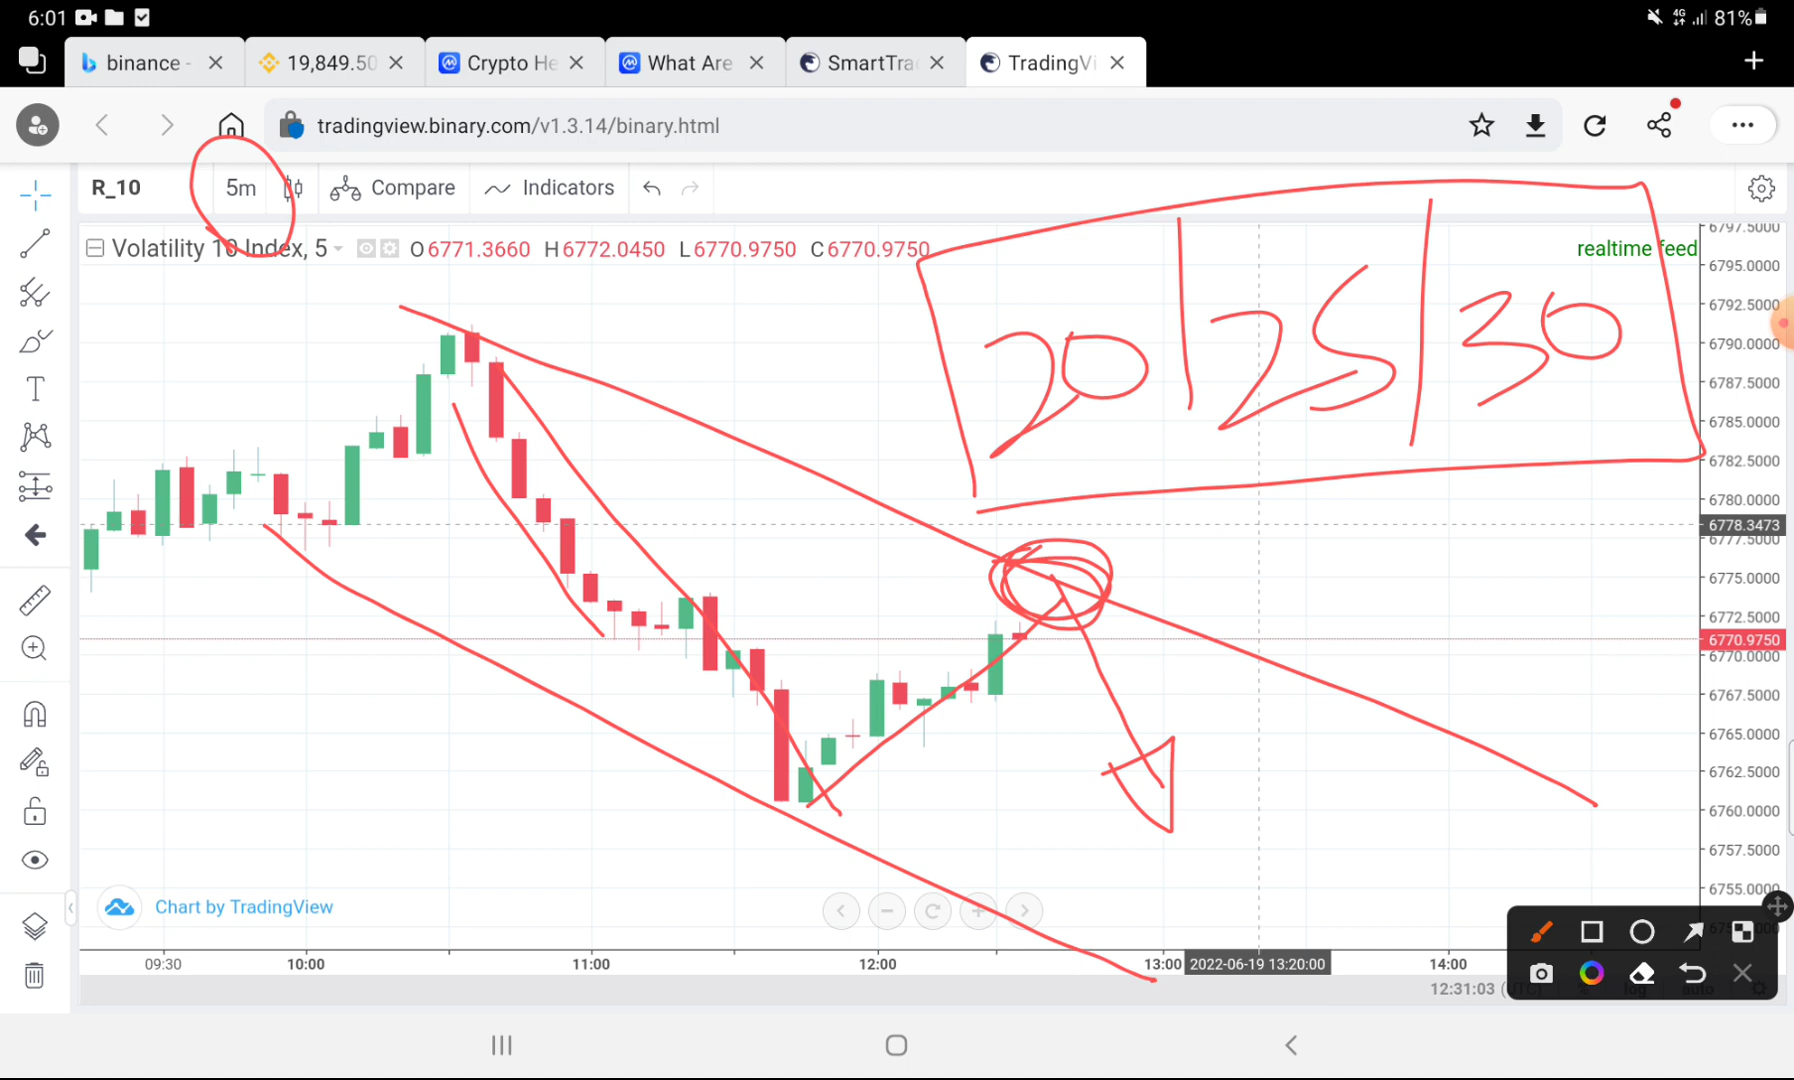 6:01 4G 81%
binance - 19,849.50 Crypto He What Are SmartTra TradingVi
tradingview.binary.com/v1.3.14/binary.html
R_10 5m Compare Indicators
Volatility 10 Index, 5 O6771.3660 H6772.0450 L6770.9750 C6770.9750 realtime feed
20 | 25 | 30
6797.5000
6795.0000
6792.5000
6790.0000
6787.5000
6785.0000
6782.5000
6780.0000
6778.3473
6777.5000
6775.0000
6772.5000
6770.9750
6770.0000
6767.5000
6765.0000
6762.5000
6760.0000
6757.5000
6755.0000
Chart by TradingView
09:30 10:00 11:00 12:00 13:00 2022-06-19 13:20:00 14:00
12:31:03